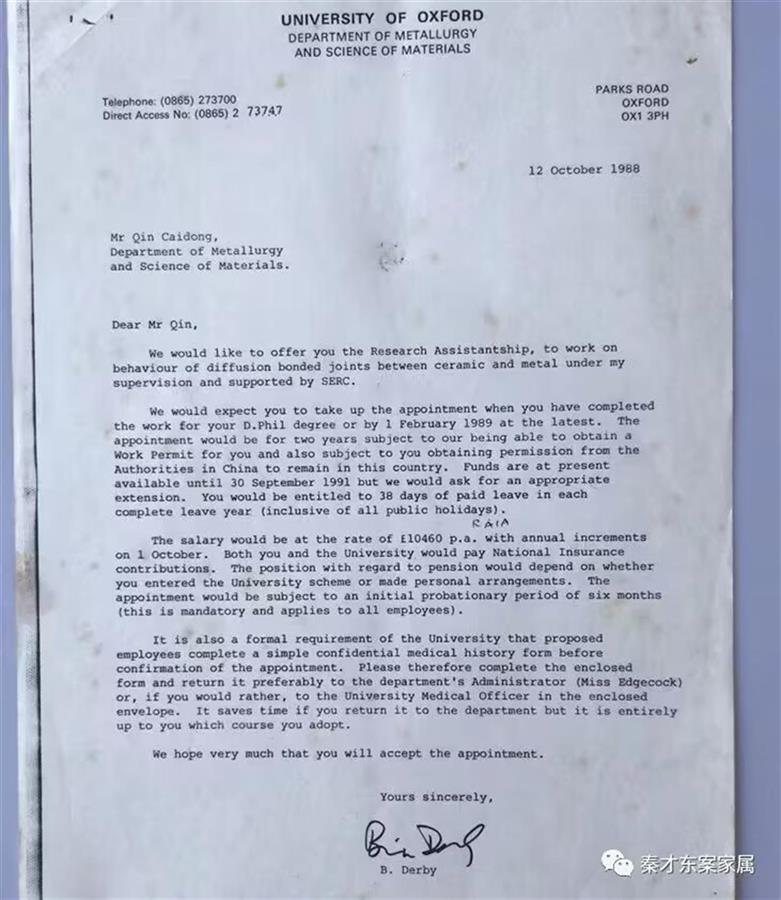 UNIVERSITY OF OXFORD
DEPARTMENT OF METALLURGY
AND SCIENCE OF MATERIALS
Telephone: (0865) 273700
Direct Access No: (0865) 2 73747
PARKS ROAD
OXFORD
OX1 3PH
12 October 1988
Mr Qin Caidong,
Department of Metallurgy
and Science of Materials.
Dear Mr Qin,
We would like to offer you the Research Assistantship, to work on
behaviour of diffusion bonded joints between ceramic and metal under my
supervision and supported by SERC.
We would expect you to take up the appointment when you have completed
the work for your D.Phil degree or by 1 February 1989 at the latest. The
appointment would be for two years subject to our being able to obtain a
Work Permit for you and also subject to you obtaining permission from the
Authorities in China to remain in this country. Funds are at present
available until 30 September 1991 but we would ask for an appropriate
extension. You would be entitled to 38 days of paid leave in each
complete leave year (inclusive of all public holidays).
RA1A
The salary would be at the rate of £10460 p.a. with annual increments
on 1 October. Both you and the University would pay National Insurance
contributions. The position with regard to pension would depend on whether
you entered the University scheme or made personal arrangements. The
appointment would be subject to an initial probationary period of six months
(this is mandatory and applies to all employees).
It is also a formal requirement of the University that proposed
employees complete a simple confidential medical history form before
confirmation of the appointment. Please therefore complete the enclosed
form and return it preferably to the department's Administrator (Miss Edgecock)
or, if you would rather, to the University Medical Officer in the enclosed
envelope. It saves time if you return it to the department but it is entirely
up to you which course you adopt.
We hope very much that you will accept the appointment.
Yours sincerely,
Brian Derby
B. Derby
秦才东案家属